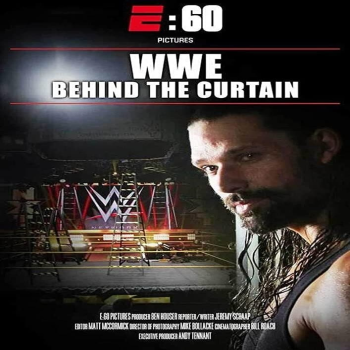 E:60
PICTURES
WWE
BEHIND THE CURTAIN
E:60 PICTURES PRODUCER BEN HOUSER REPORTER/WRITER JEREMY SCHAAP
EDITOR MATT MCCORMICK DIRECTOR OF PHOTOGRAPHY MIKE BOLLACKE CINEMATOGRAPHER BILL ROACH
EXECUTIVE PRODUCER ANDY TENNANT